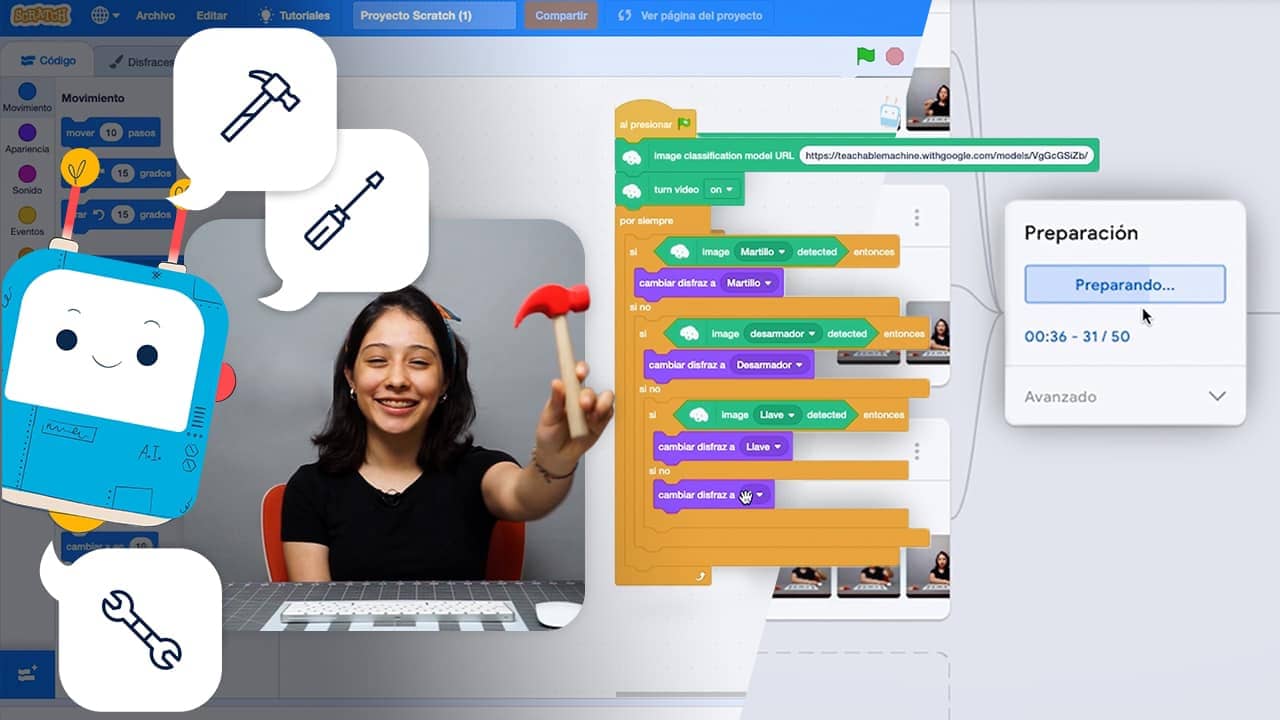 SCRATCH
Archivo
Editar
Tutoriales
Proyecto Scratch (1)
Compartir
Ver página del proyecto
Código
Disfraces
Movimiento
Apariencia
Sonido
Eventos
Movimiento
mover 10 pasos
15 grados
15 grados
A.I.
al presionar
image classification model URL https://teachablemachine.withgoogle.com/models/VgGcGSiZb/
turn video on
por siempre
si image Martillo detected entonces
cambiar disfraz a Martillo
si no
si image desarmador detected entonces
cambiar disfraz a Desarmador
si no
si image Llave detected entonces
cambiar disfraz a Llave
si no
cambiar disfraz a
Preparación
Preparando...
00:36 - 31 / 50
Avanzado